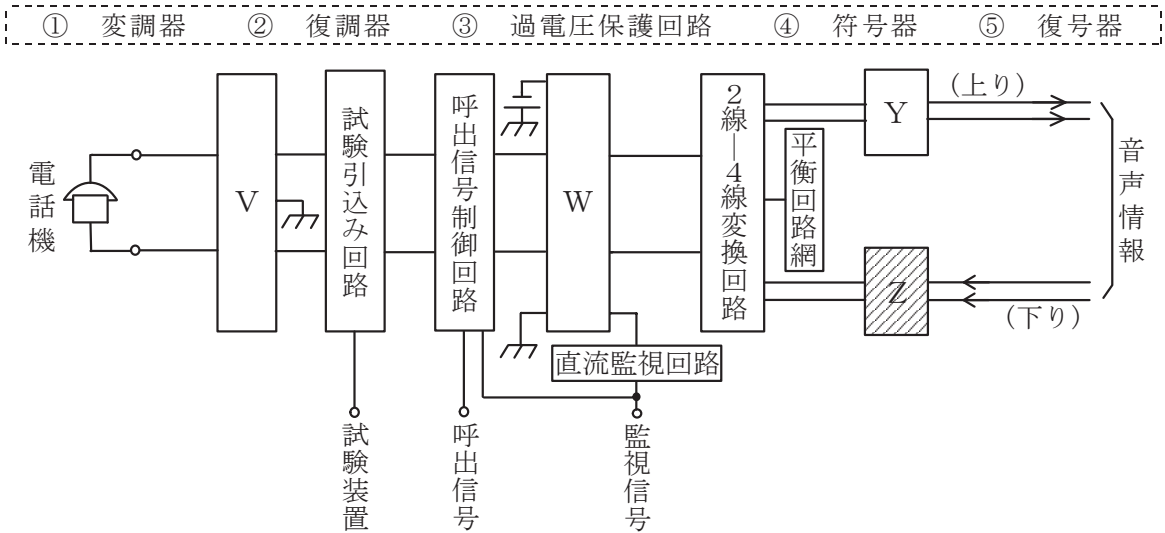 ① 変調器 ② 復調器 ③ 過電圧保護回路 ④ 符号器 ⑤ 復号器
電話機
V
試験引込み回路
呼出信号制御回路
W
2線―4線変換回路
平衡回路網
Y
Z
(上り)
(下り)
音声情報
直流監視回路
試験装置
呼出信号
監視信号